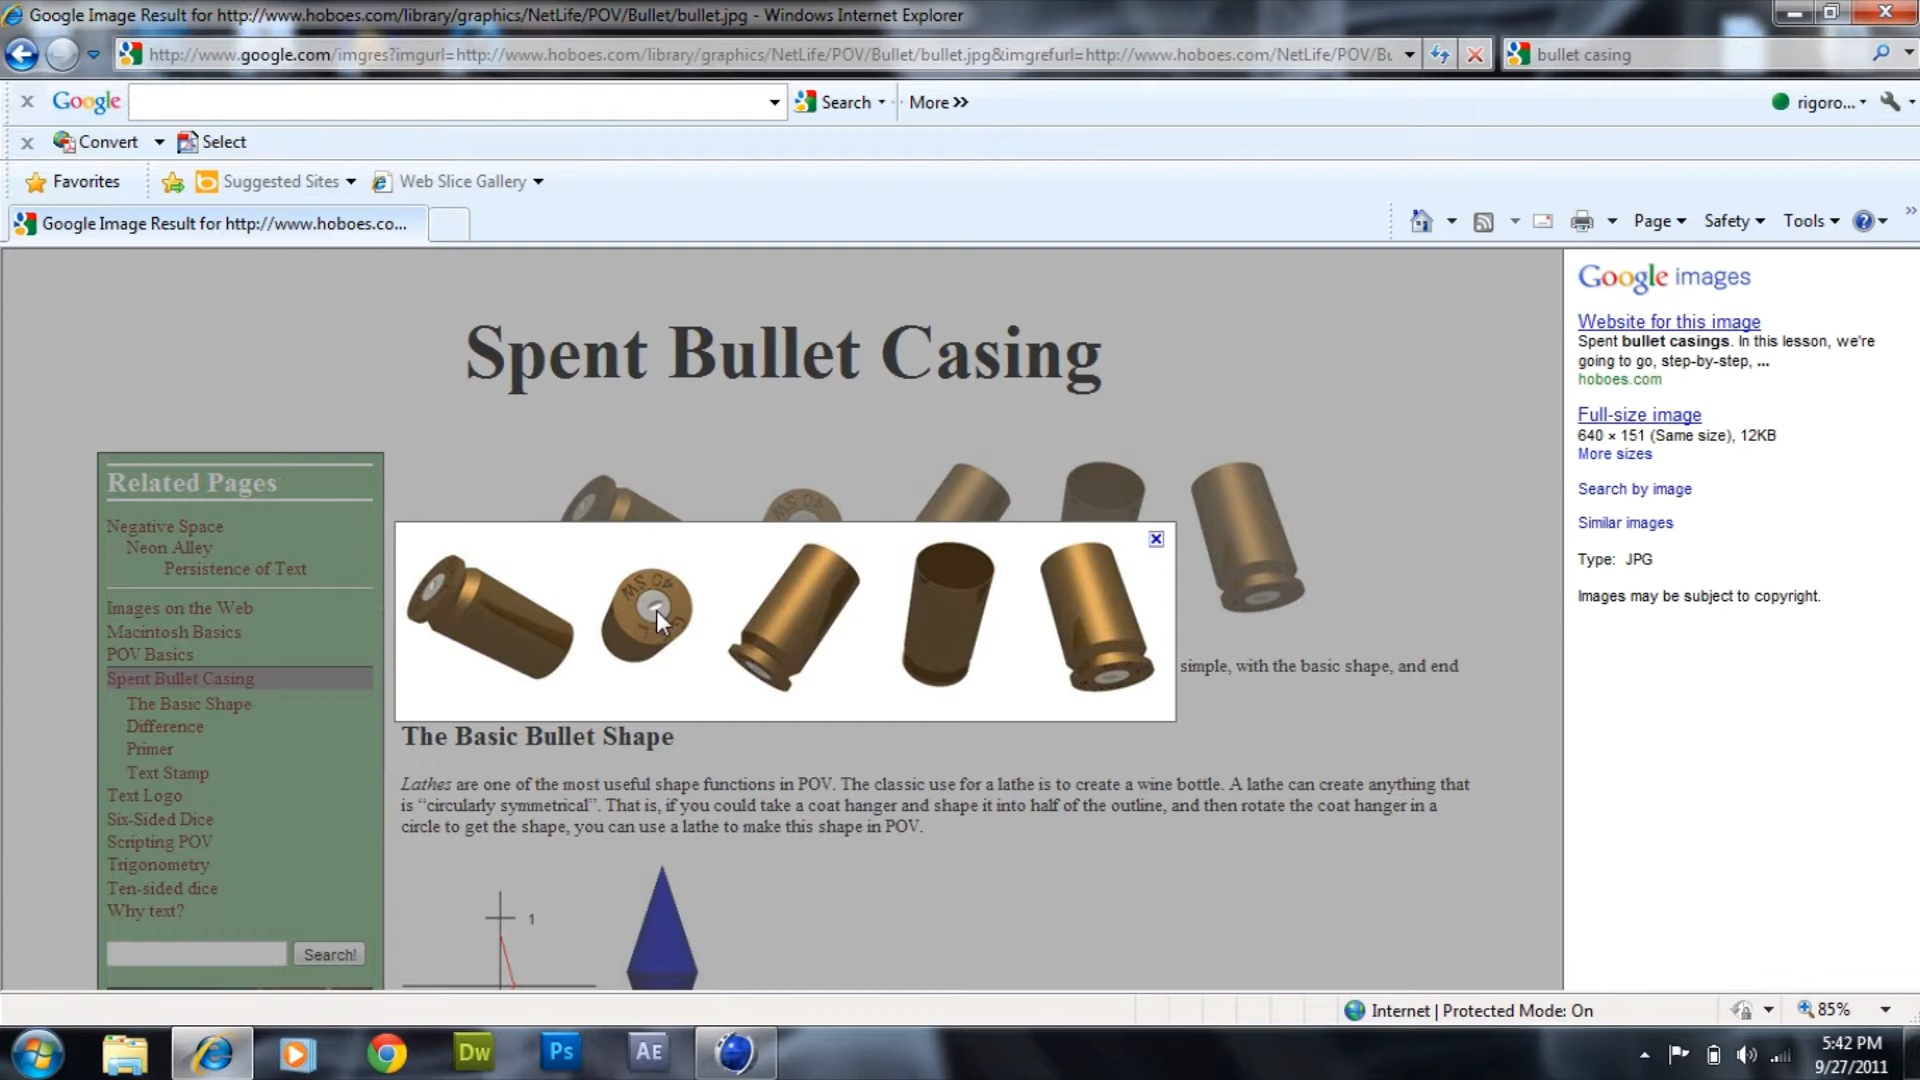 Google Image Result for http://www.hoboes.com/library/graphics/NetLife/POV/Bullet/bullet.jpg - Windows Internet Explorer
http://www.google.com/imgres?imgurl=http://www.hoboes.com/library/graphics/NetLife/POV/Bullet/bullet.jpg&imgrefurl=http://www.hoboes.com/NetLife/POV/Bu
bullet casing
Google Search More »
rigoro...
Convert Select
Favorites Suggested Sites Web Slice Gallery
Google Image Result for http://www.hoboes.co...
Page Safety Tools
Spent Bullet Casing
Related Pages
Negative Space
Neon Alley
Persistence of Text
Images on the Web
Macintosh Basics
POV Basics
Spent Bullet Casing
The Basic Shape
Difference
Primer
Text Stamp
Text Logo
Six-Sided Dice
Scripting POV
Trigonometry
Ten-sided dice
Why text?
Search!
40 SW
40 SW
simple, with the basic shape, and end
The Basic Bullet Shape
Lathes are one of the most useful shape functions in POV. The classic use for a lathe is to create a wine bottle. A lathe can create anything that
is “circularly symmetrical”. That is, if you could take a coat hanger and shape it into half of the outline, and then rotate the coat hanger in a
circle to get the shape, you can use a lathe to make this shape in POV.
1
Google images
Website for this image
Spent bullet casings. In this lesson, we're
going to go, step-by-step, ...
hoboes.com
Full-size image
640 × 151 (Same size), 12KB
More sizes
Search by image
Similar images
Type: JPG
Images may be subject to copyright.
Internet | Protected Mode: On
85%
Dw
Ps
AE
5:42 PM
9/27/2011